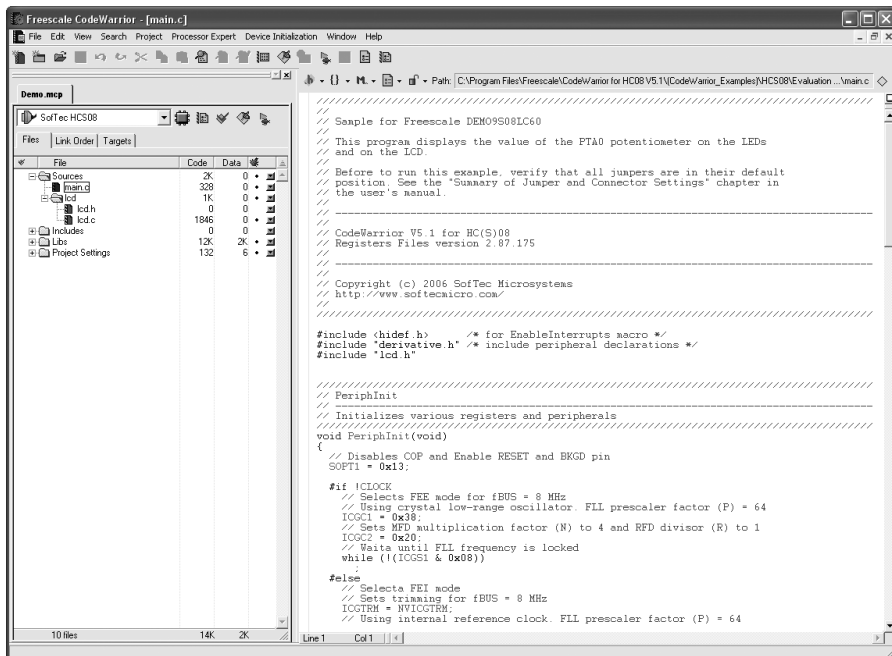 Freescale CodeWarrior - [main.c]
File Edit View Search Project Processor Expert Device Initialization Window Help
Path: C:\Program Files\Freescale\CodeWarrior for HC08 V5.1\(CodeWarrior_Examples)\HCS08\Evaluation ...\main.c
Demo.mcp
SofTec HCS08
Files Link Order Targets
File Code Data
Sources 2K 0
main.c 328 0
lcd 1K 0
lcd.h 0 0
lcd.c 1846 0
Includes 0 0
Libs 12K 2K
Project Settings 132 6
10 files 14K 2K
/////////////////////////////////////////////////////////////////////////////////////
//
// Sample for Freescale DEMO9S08LC60
//
// This program displays the value of the PTA0 potentiometer on the LEDs
// and on the LCD.
//
// Before to run this example, verify that all jumpers are in their default
// position. See the "Summary of Jumper and Connector Settings" chapter in
// the user's manual.
//
// ----------------------------------------------------------------------------------
//
// CodeWarrior V5.1 for HC(S)08
// Registers Files version 2.87.175
//
// ----------------------------------------------------------------------------------
//
// Copyright (c) 2006 SofTec Microsystems
// http://www.softecmicro.com/
//
/////////////////////////////////////////////////////////////////////////////////////
#include <hidef.h> /* for EnableInterrupts macro */
#include "derivative.h" /* include peripheral declarations */
#include "lcd.h"
/////////////////////////////////////////////////////////////////////////////////////
// PeriphInit
// ----------------------------------------------------------------------------------
// Initializes various registers and peripherals
/////////////////////////////////////////////////////////////////////////////////////
void PeriphInit(void)
{
// Disables COP and Enable RESET and BKGD pin
SOPT1 = 0x13;
#if !CLOCK
// Selects FEE mode for fBUS = 8 MHz
// Using crystal low-range oscillator. FLL prescaler factor (P) = 64
ICGC1 = 0x38;
// Sets MFD multiplication factor (N) to 4 and RFD divisor (R) to 1
ICGC2 = 0x20;
// Waita until FLL frequency is locked
while (!(ICGS1 & 0x08))
;
#else
// Selecta FEI mode
// Sets trimming for fBUS = 8 MHz
ICGTRM = NVICGTRM;
// Using internal reference clock. FLL prescaler factor (P) = 64
Line 1 Col 1